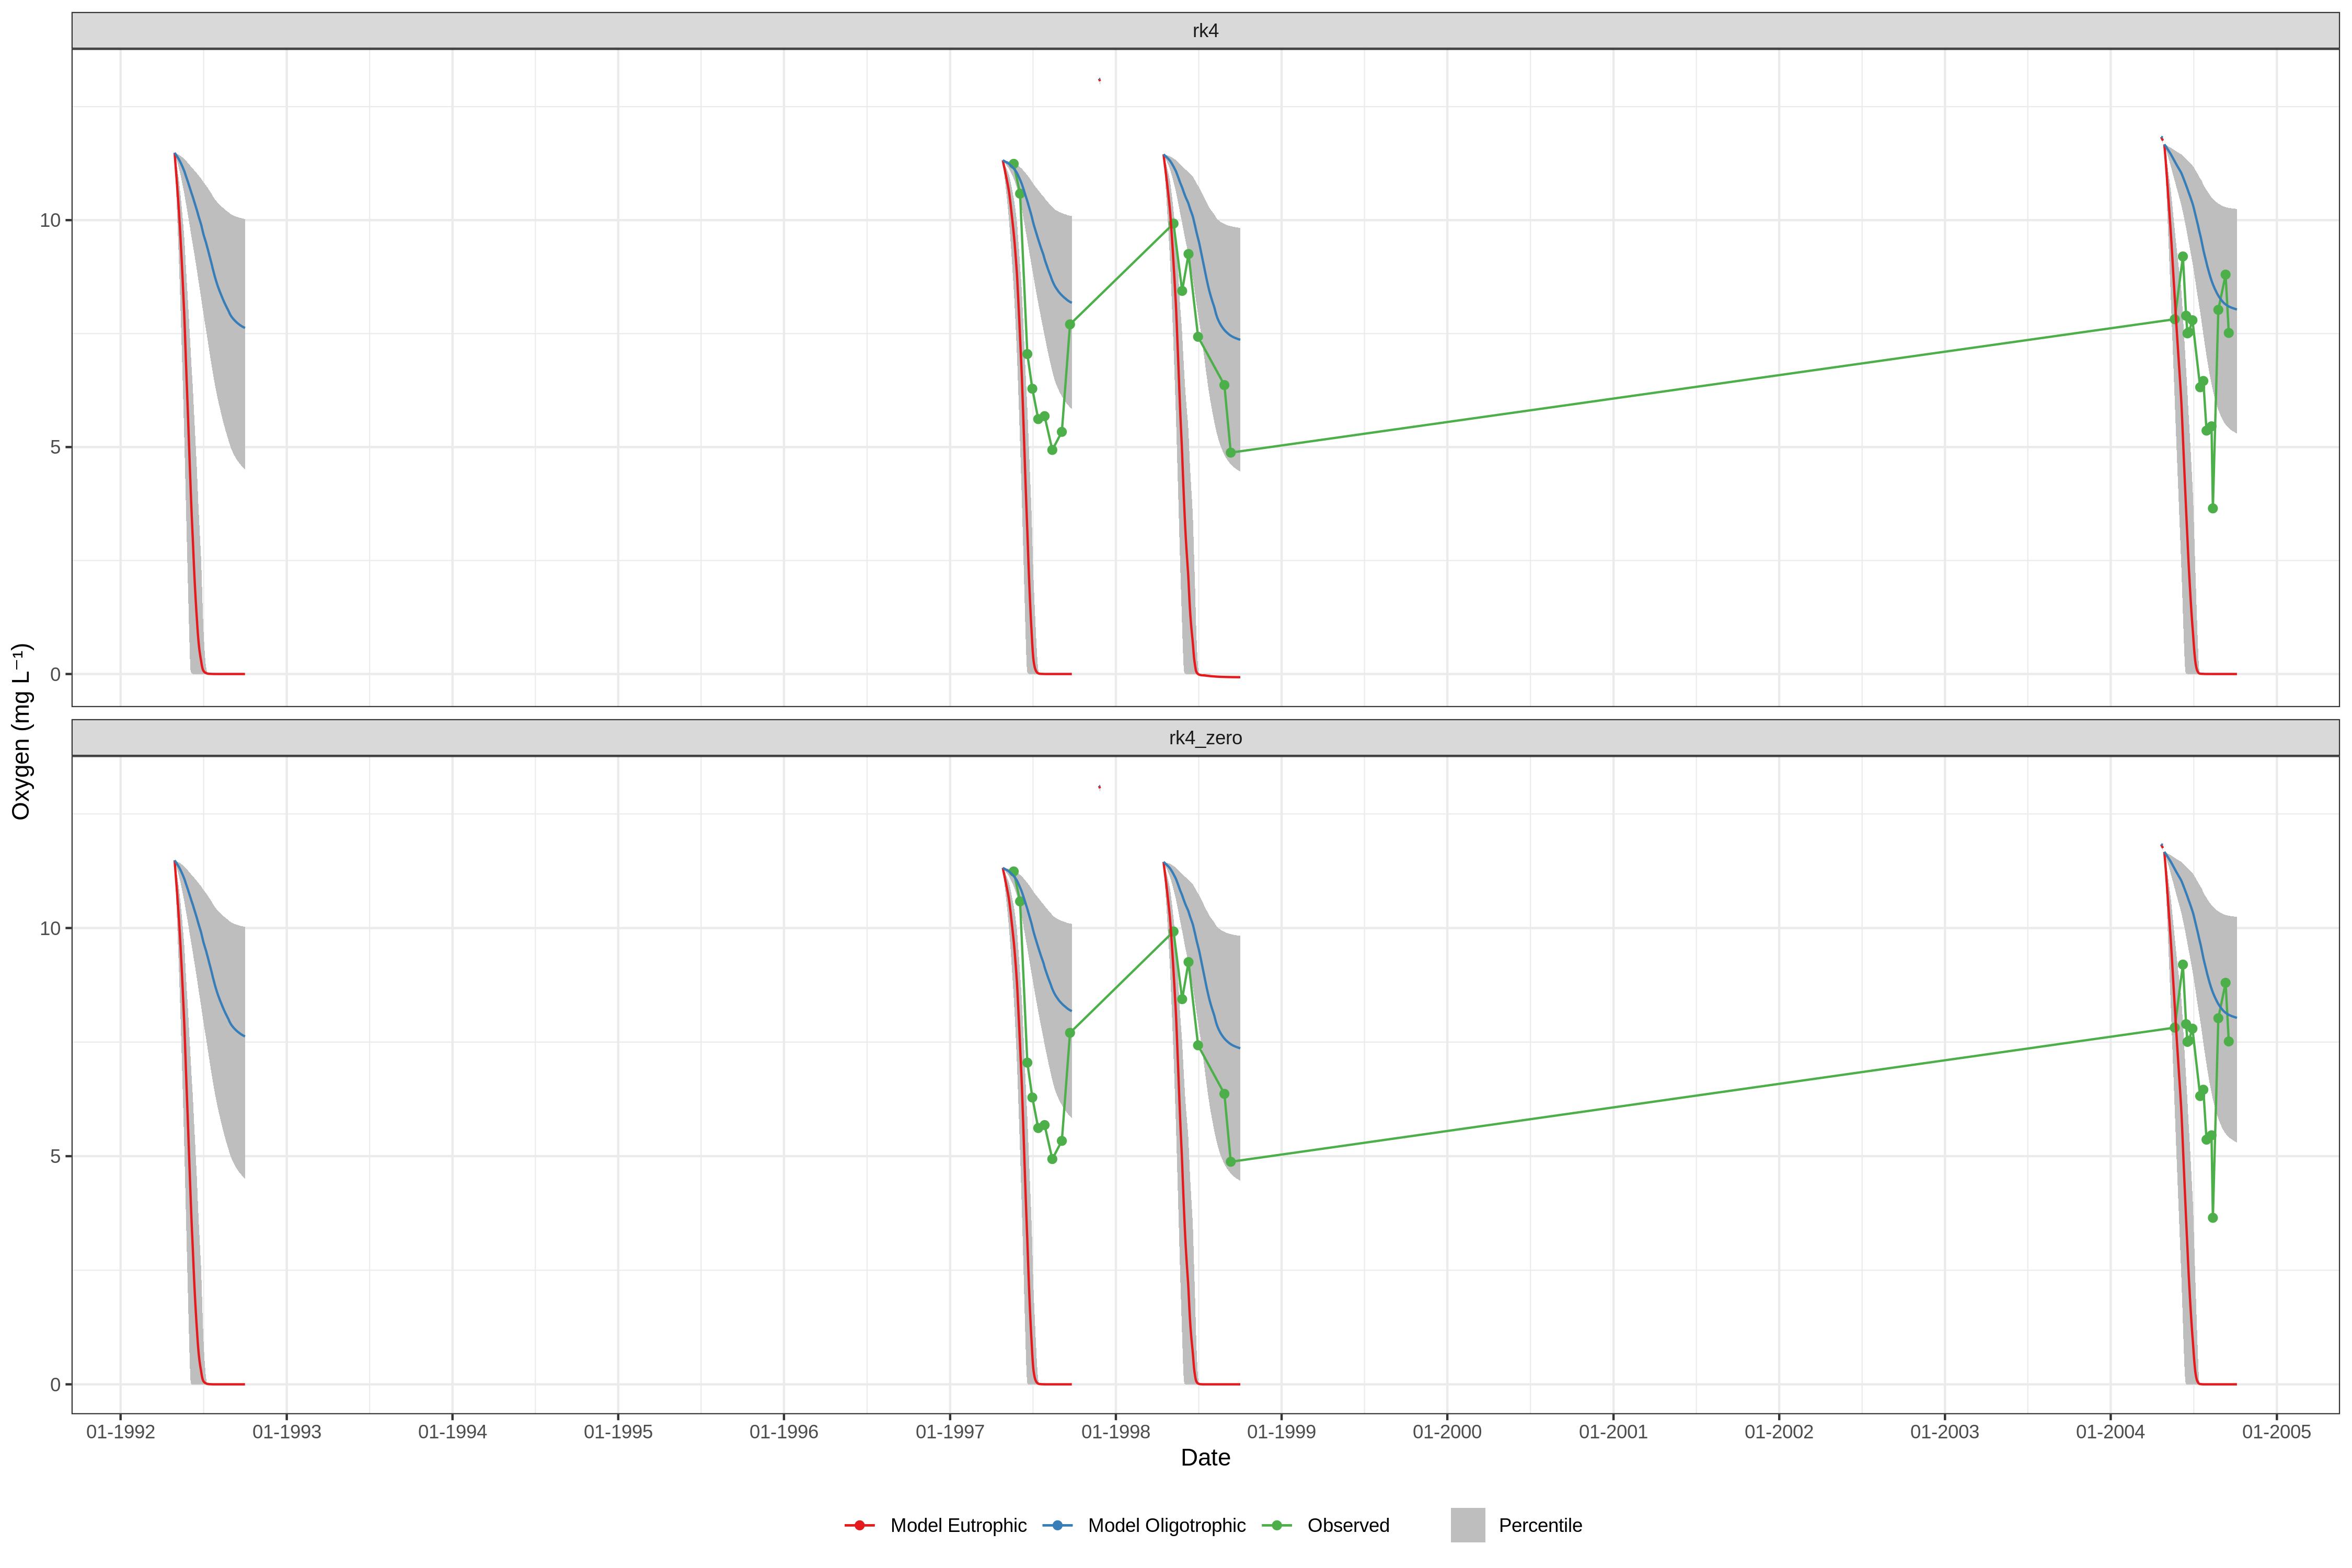 rk4
10
5
0
Oxygen (mg L⁻¹)
rk4_zero
10
5
0
01-1992 01-1993 01-1994 01-1995 01-1996 01-1997 01-1998 01-1999 01-2000 01-2001 01-2002 01-2003 01-2004 01-2005
Date
Model Eutrophic Model Oligotrophic Observed Percentile